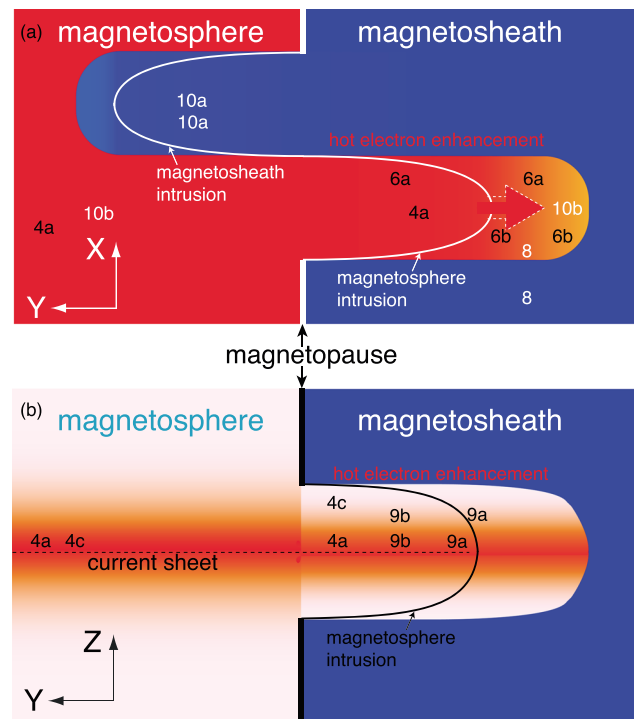 (a)
magnetosphere
magnetosheath
10a
10a
hot electron enhancement
magnetosheath
intrusion
6a
6a
4a
10b
10b
4a
6b
6b
8
X
magnetosphere
intrusion
8
Y
magnetopause
(b)
magnetosphere
magnetosheath
hot electron enhancement
4c
9b
9a
4a
4c
4a
9b
9a
current sheet
magnetosphere
intrusion
Z
Y